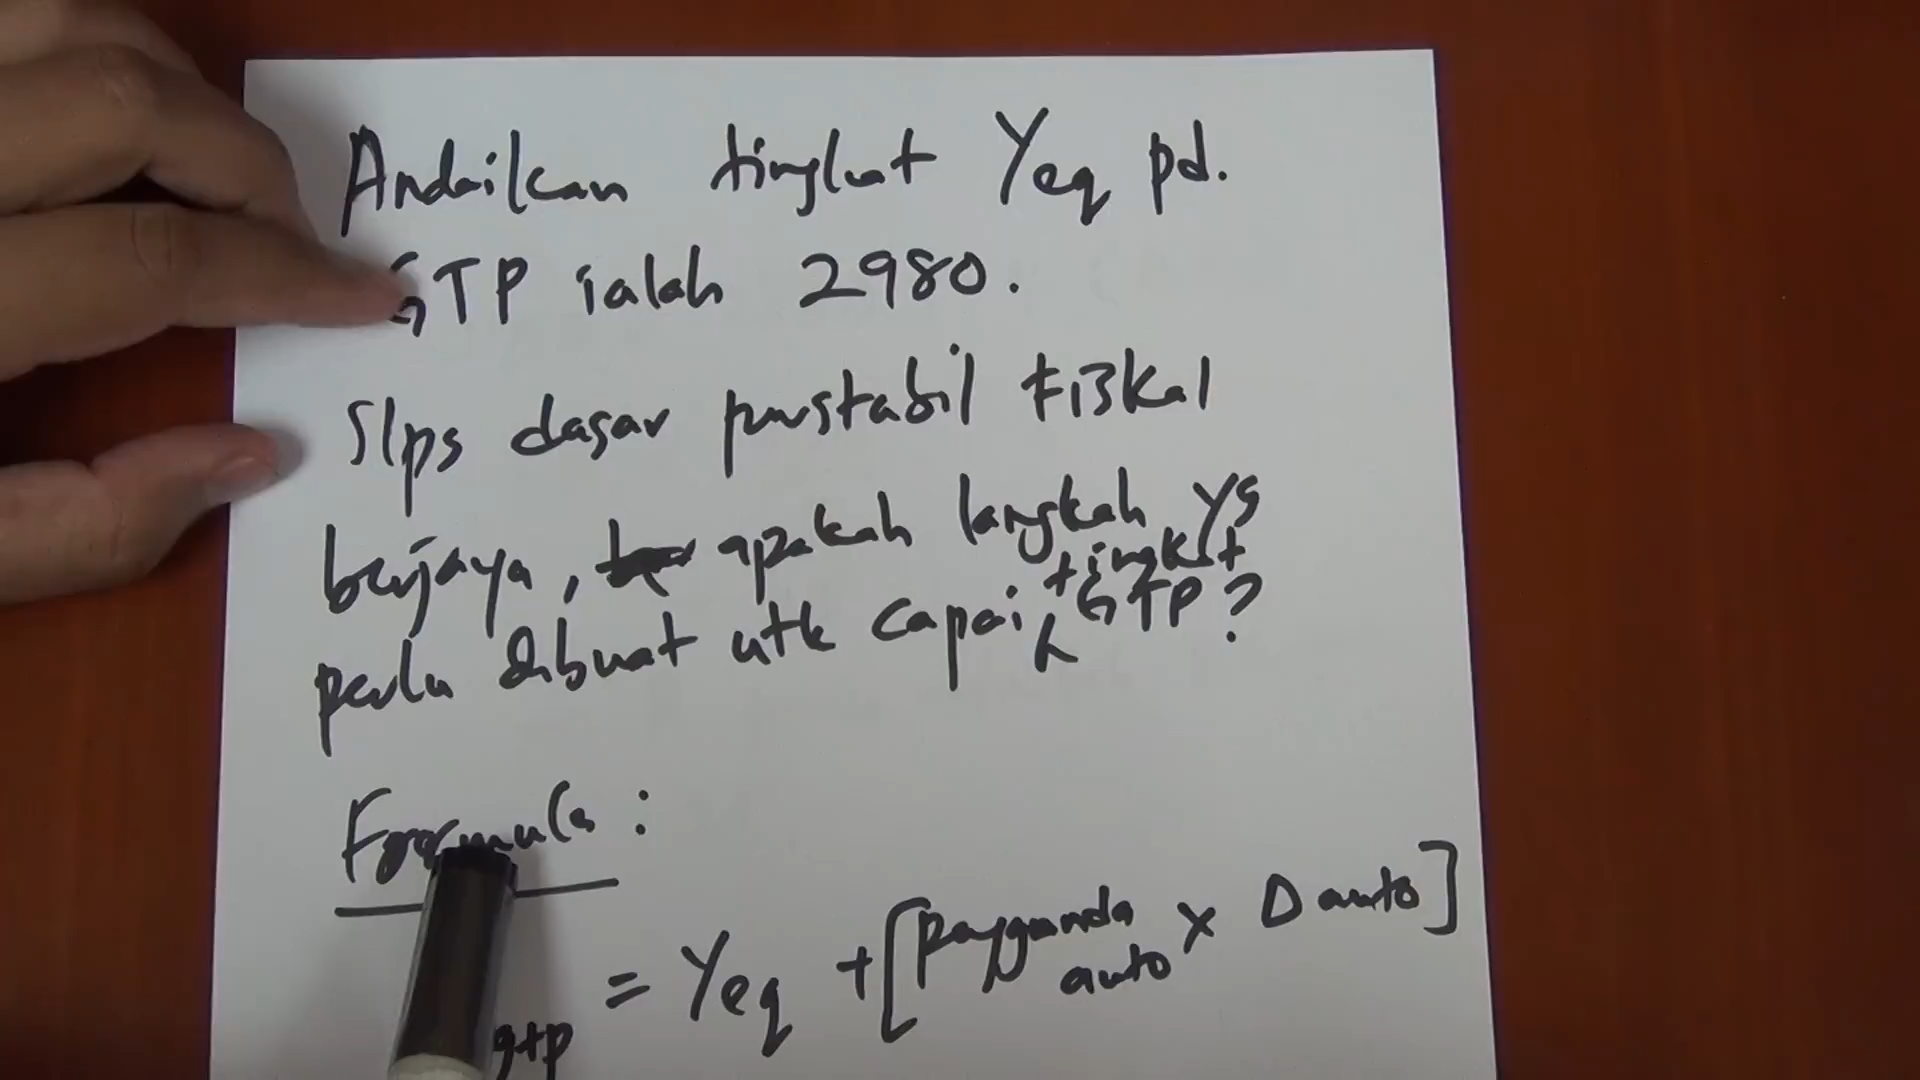 Andaikan tingkat Yeq pd.
GTP ialah 2980.
Slps dasar penstabil fiskal
berjaya, apakah langkah yg
perlu dibuat utk capai tingkat GTP?
Formula:
gtp = Yeq + [pengganda auto x Δ auto]